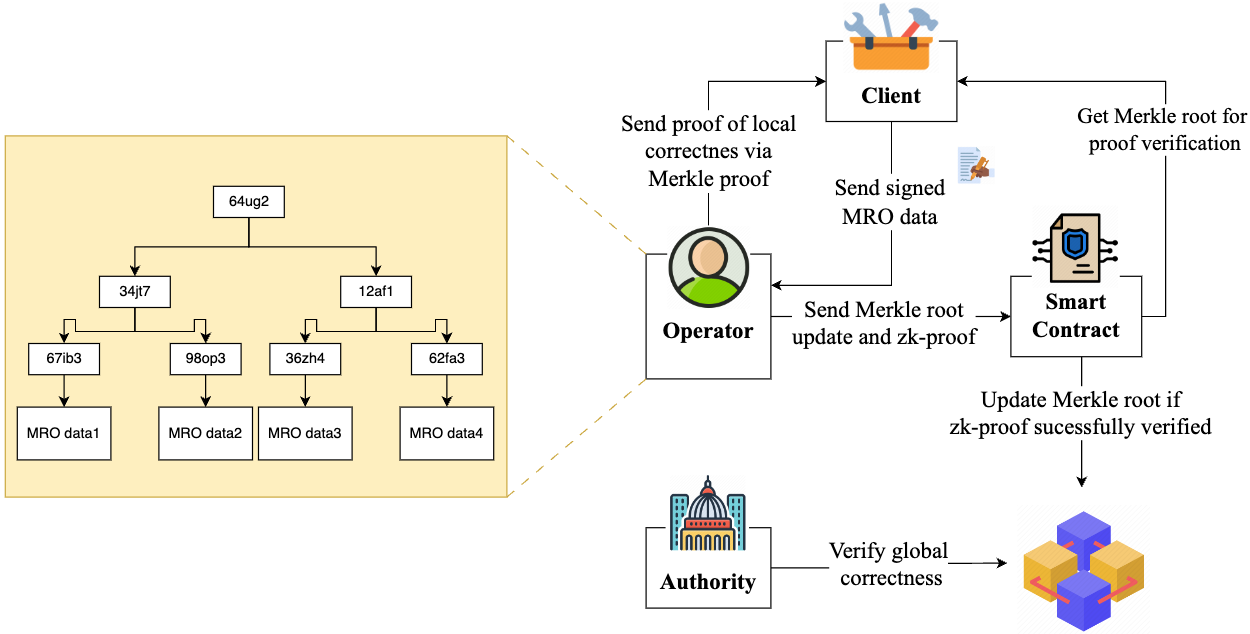 Client
Send proof of local
correctnes via
Merkle proof
Get Merkle root for
proof verification
Send signed
MRO data
64ug2
34jt7
12af1
67ib3
98op3
36zh4
62fa3
MRO data1
MRO data2
MRO data3
MRO data4
Operator
Send Merkle root
update and zk-proof
Smart
Contract
Update Merkle root if
zk-proof sucessfully verified
Authority
Verify global
correctness